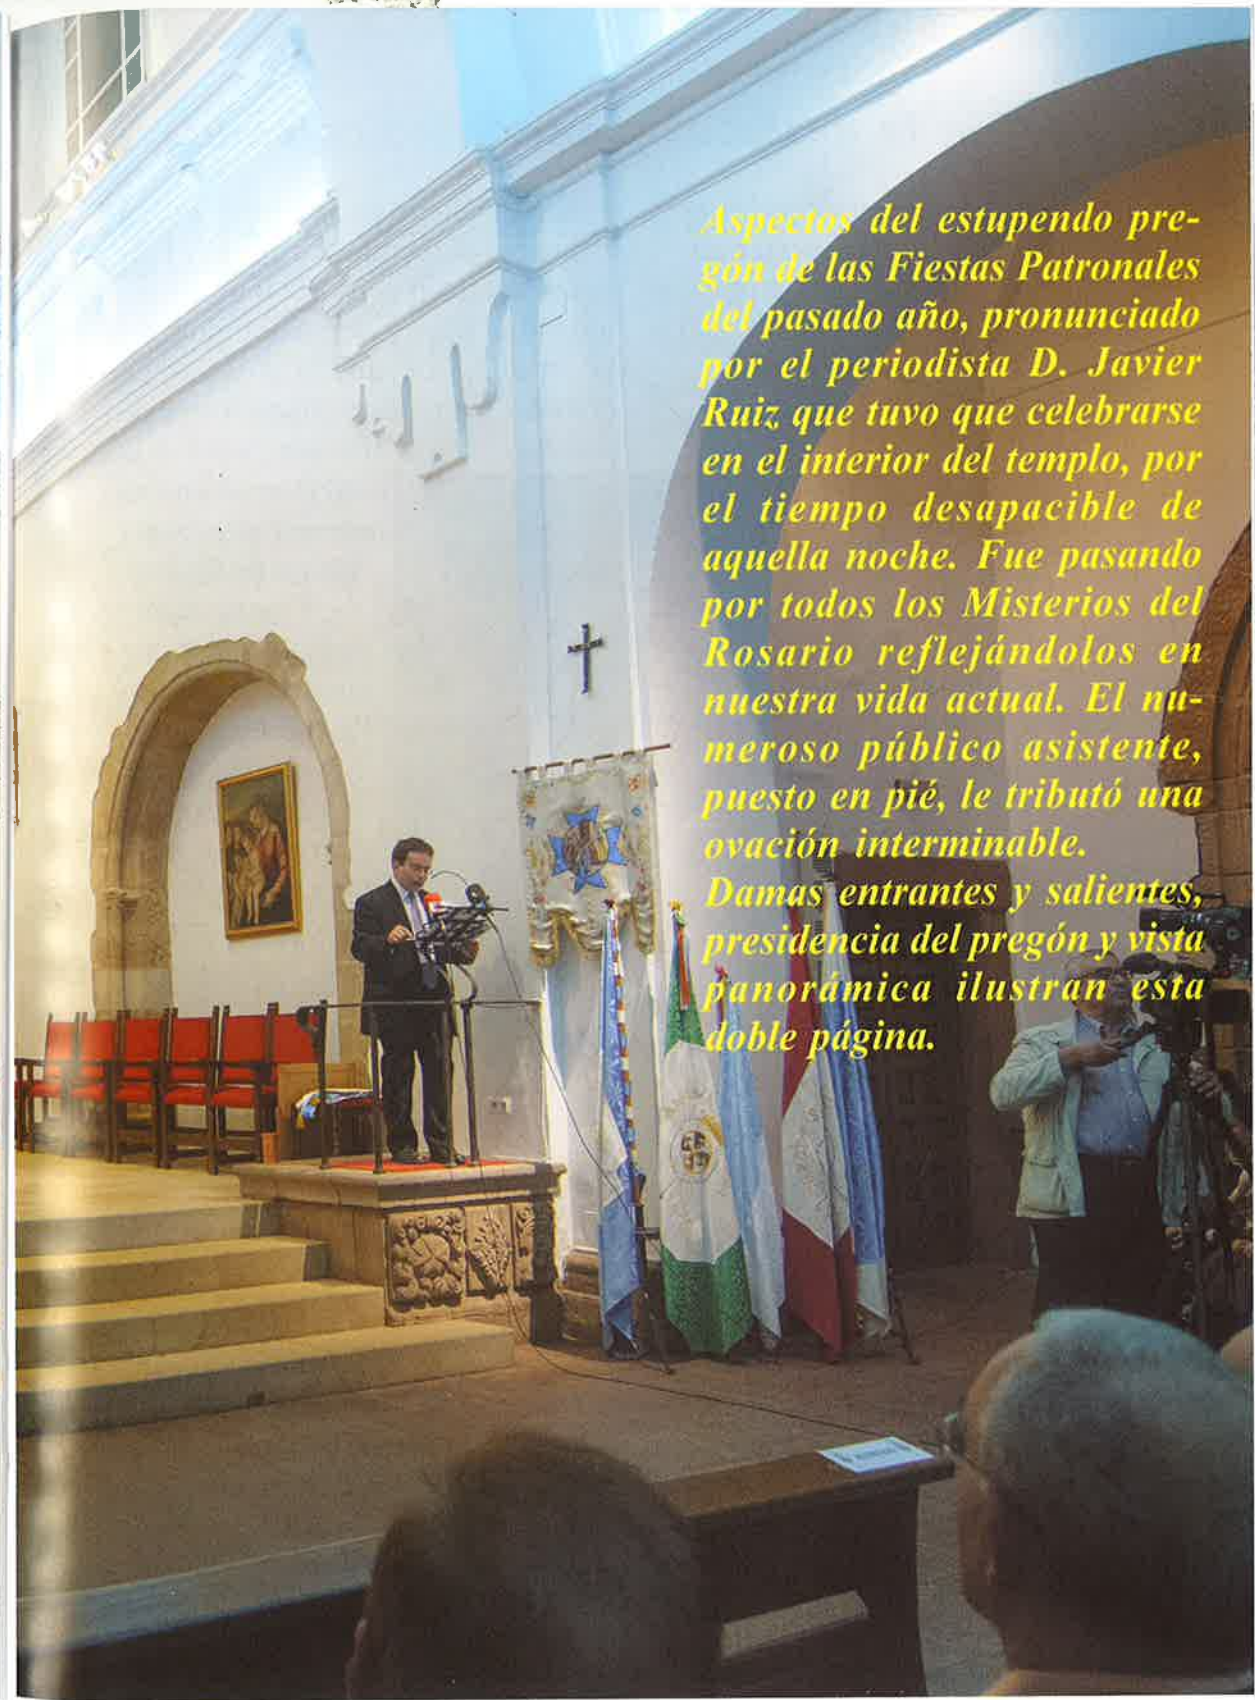 Aspectos del estupendo pre-
gón de las Fiestas Patronales
del pasado año, pronunciado
por el periodista D. Javier
Ruiz que tuvo que celebrarse
en el interior del templo, por
el tiempo desapacible de
aquella noche. Fue pasando
por todos los Misterios del
Rosario reflejándolos en
nuestra vida actual. El nu-
meroso público asistente,
puesto en pié, le tributó una
ovación interminable.
Damas entrantes y salientes,
presidencia del pregón y vista
panorámica ilustran esta
doble página.